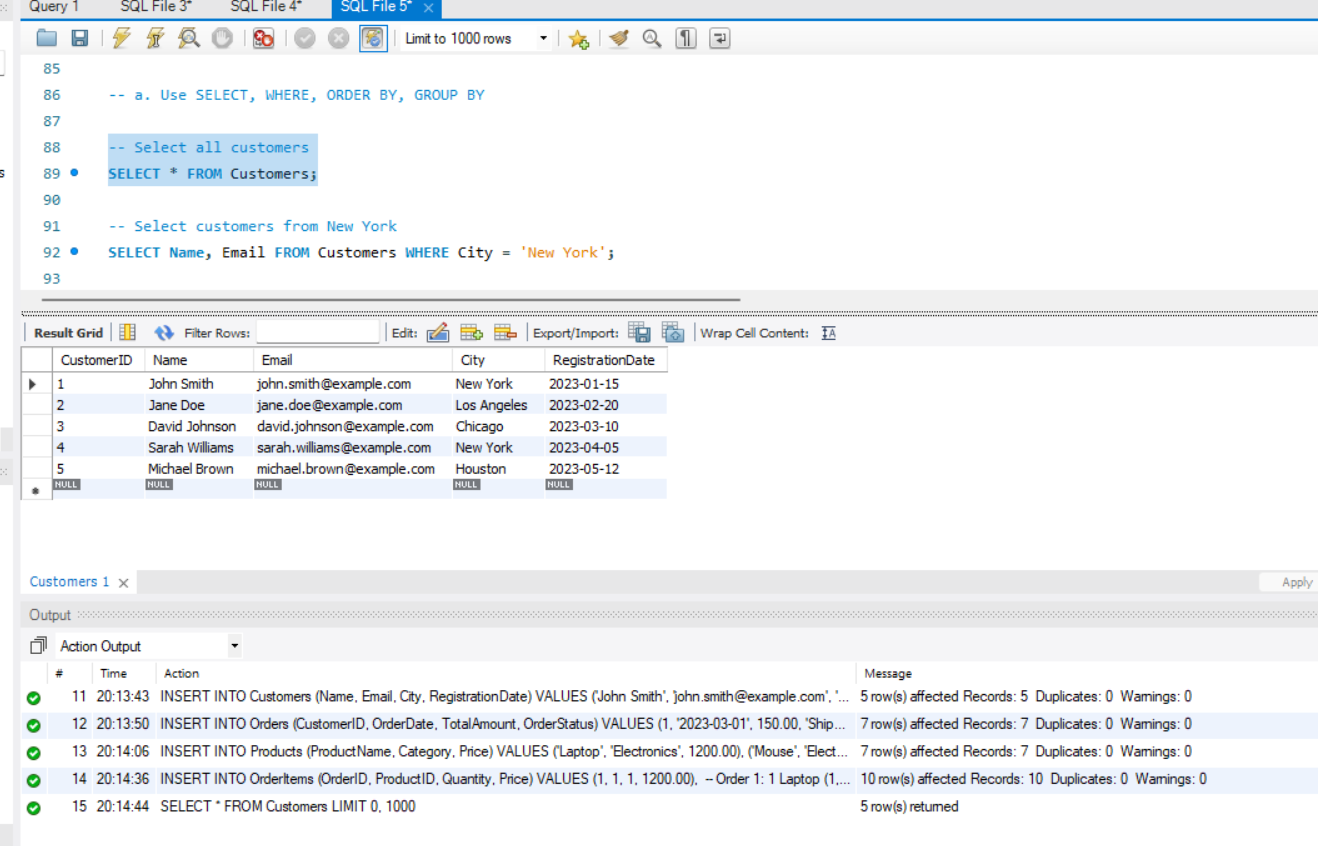 Query 1 SQL File 3* SQL File 4* SQL File 5*
Limit to 1000 rows
85
86 -- a. Use SELECT, WHERE, ORDER BY, GROUP BY
87
88 -- Select all customers
89 SELECT * FROM Customers;
90
91 -- Select customers from New York
92 SELECT Name, Email FROM Customers WHERE City = 'New York';
93
Result Grid Filter Rows: Edit: Export/Import: Wrap Cell Content:
CustomerID Name Email City RegistrationDate
1 John Smith john.smith@example.com New York 2023-01-15
2 Jane Doe jane.doe@example.com Los Angeles 2023-02-20
3 David Johnson david.johnson@example.com Chicago 2023-03-10
4 Sarah Williams sarah.williams@example.com New York 2023-04-05
5 Michael Brown michael.brown@example.com Houston 2023-05-12
NULL NULL NULL NULL NULL
Customers 1 Apply
Output
Action Output
# Time Action Message
11 20:13:43 INSERT INTO Customers (Name, Email, City, RegistrationDate) VALUES ('John Smith', 'john.smith@example.com', '... 5 row(s) affected Records: 5 Duplicates: 0 Warnings: 0
12 20:13:50 INSERT INTO Orders (CustomerID, OrderDate, TotalAmount, OrderStatus) VALUES (1, '2023-03-01', 150.00, 'Ship... 7 row(s) affected Records: 7 Duplicates: 0 Warnings: 0
13 20:14:06 INSERT INTO Products (ProductName, Category, Price) VALUES ('Laptop', 'Electronics', 1200.00), ('Mouse', 'Elect... 7 row(s) affected Records: 7 Duplicates: 0 Warnings: 0
14 20:14:36 INSERT INTO OrderItems (OrderID, ProductID, Quantity, Price) VALUES (1, 1, 1, 1200.00), -- Order 1: 1 Laptop (1,... 10 row(s) affected Records: 10 Duplicates: 0 Warnings: 0
15 20:14:44 SELECT * FROM Customers LIMIT 0, 1000 5 row(s) returned